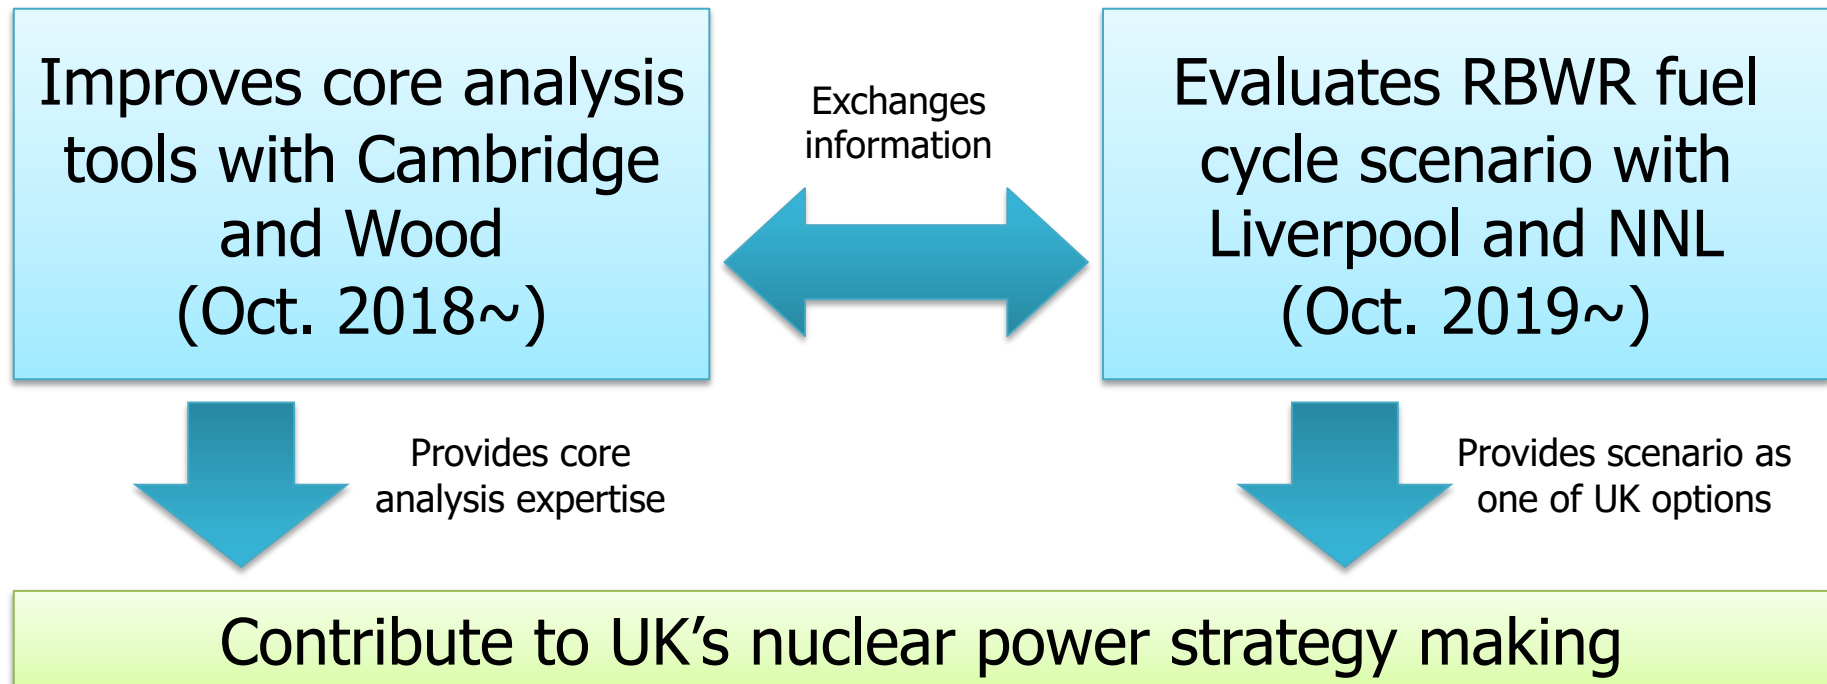 Improves core analysis
tools with Cambridge
and Wood
(Oct. 2018~)
Exchanges
information
Evaluates RBWR fuel
cycle scenario with
Liverpool and NNL
(Oct. 2019~)
Provides core
analysis expertise
Provides scenario as
one of UK options
Contribute to UK’s nuclear power strategy making